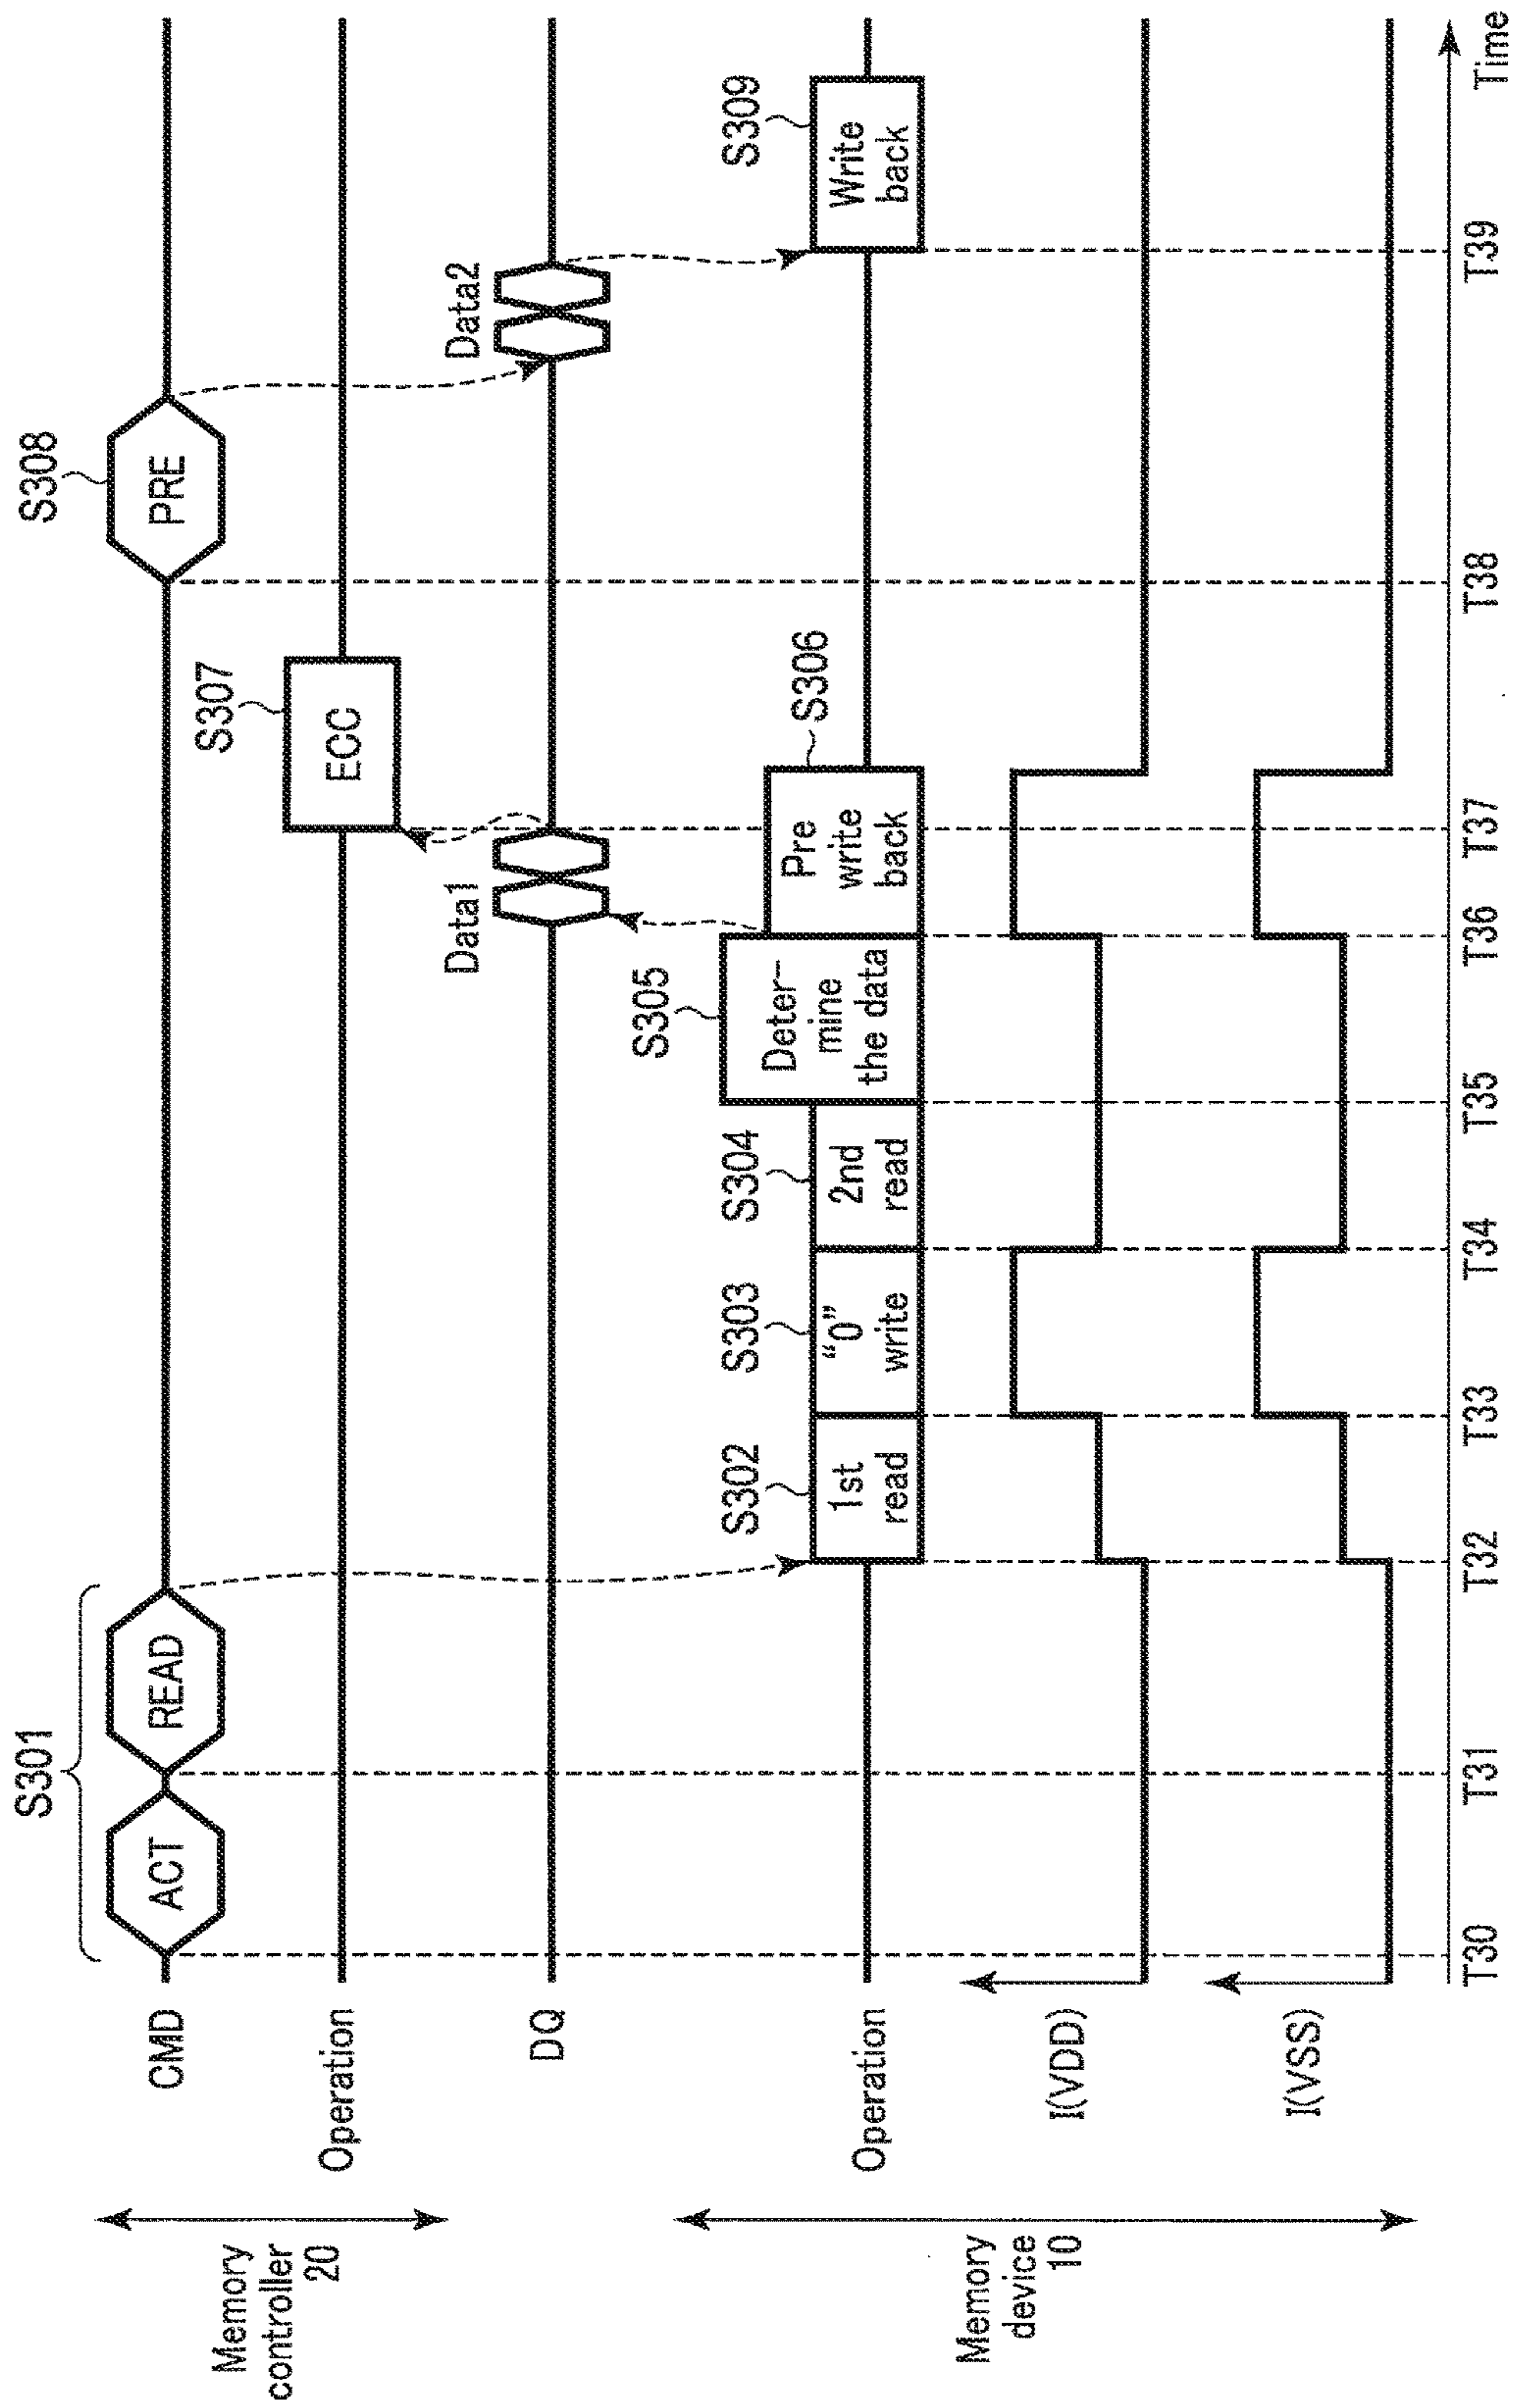 S301
S308
CMD
ACT
READ
PRE
S307
Memory
controller
20
Operation
ECC
Data1
Data2
DQ
S302
S303
S304
S305
S306
S309
Memory
device
10
Operation
1st
read
“0”
write
2nd
read
Deter-
mine
the data
Pre
write
back
Write
back
I(VDD)
I(VSS)
T30
T31
T32
T33
T34
T35
T36
T37
T38
T39
Time